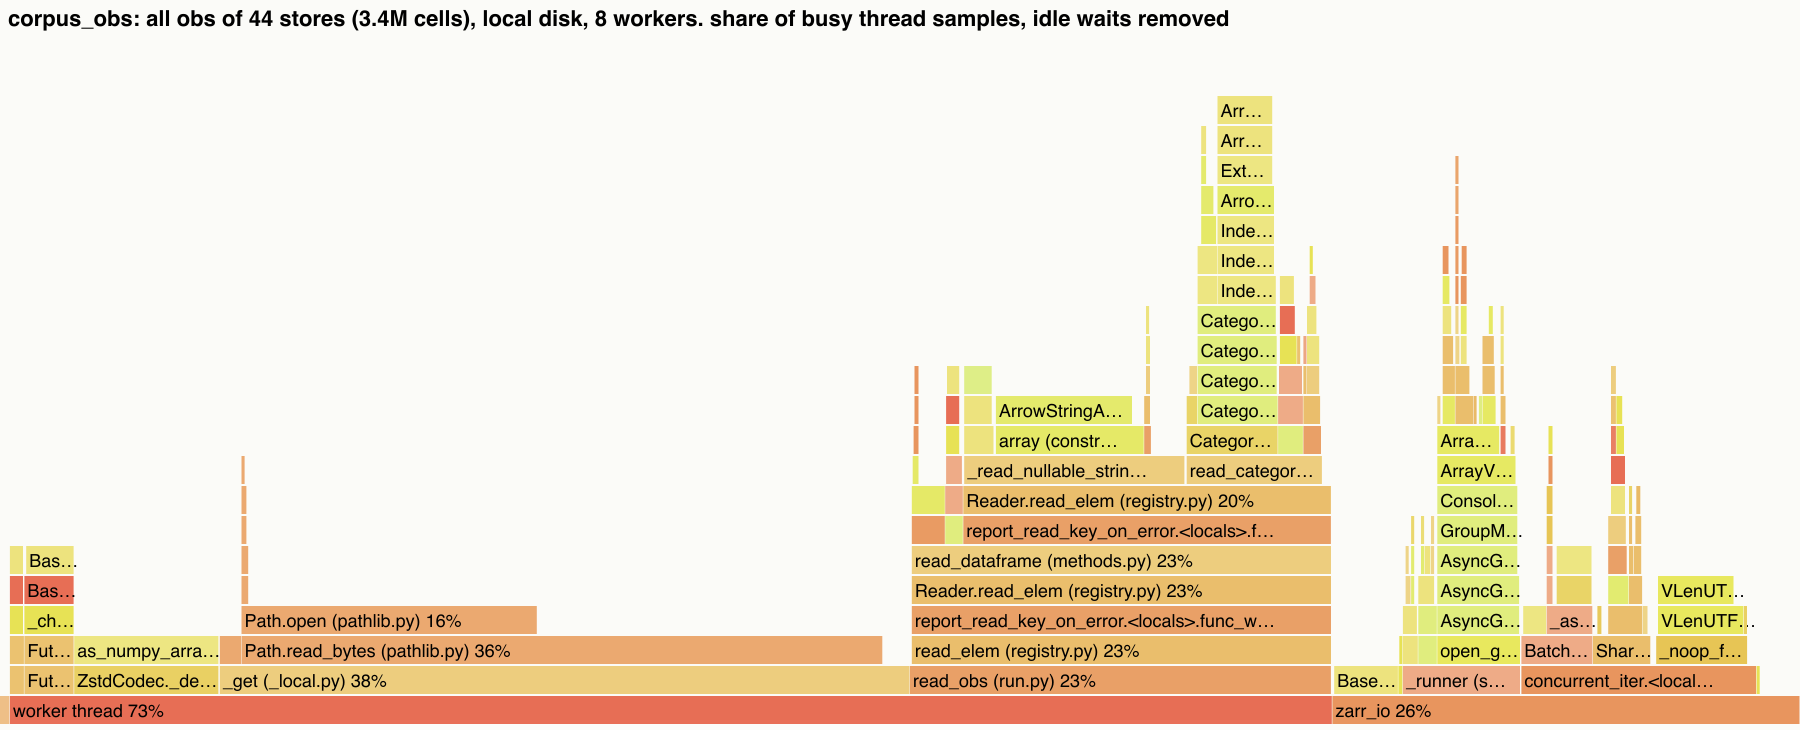 corpus_obs: all obs of 44 stores (3.4M cells), local disk, 8 workers. share of busy thread samples, idle waits removed
Arr…
Arr…
Ext…
Arro…
Inde…
Inde…
Inde…
Catego…
Catego…
Catego…
ArrowStringA… Catego…
array (constr… Categor… Arra…
_read_nullable_strin… read_categor… ArrayV…
Reader.read_elem (registry.py) 20% Consol…
report_read_key_on_error.<locals>.f… GroupM…
Bas… read_dataframe (methods.py) 23% AsyncG…
Bas… Reader.read_elem (registry.py) 23% AsyncG… VLenUT…
_ch… Path.open (pathlib.py) 16% report_read_key_on_error.<locals>.func_w… AsyncG… _as… VLenUTF…
Fut… as_numpy_arra… Path.read_bytes (pathlib.py) 36% read_elem (registry.py) 23% open_g… Batch… Shar… _noop_f…
Fut… ZstdCodec._de… _get (_local.py) 38% read_obs (run.py) 23% Base… _runner (s… concurrent_iter.<local…
worker thread 73% zarr_io 26%